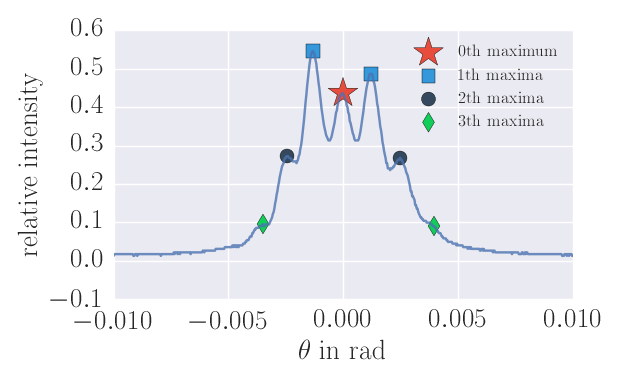 0.6
0.5
0.4
0.3
0.2
0.1
0.0
−0.1
relative intensity
0th maximum
1th maxima
2th maxima
3th maxima
−0.010 −0.005 0.000 0.005 0.010
θ in rad